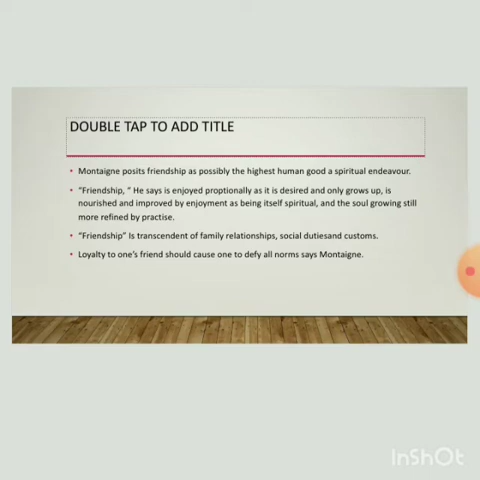 DOUBLE TAP TO ADD TITLE
• Montaigne posits friendship as possibly the highest human good a spiritual endeavour.
• “Friendship, “ He says is enjoyed proptionally as it is desired and only grows up, is
nourished and improved by enjoyment as being itself spiritual, and the soul growing still
more refined by practise.
• “Friendship” Is transcendent of family relationships, social dutiesand customs.
• Loyalty to one’s friend should cause one to defy all norms says Montaigne.
InShOt